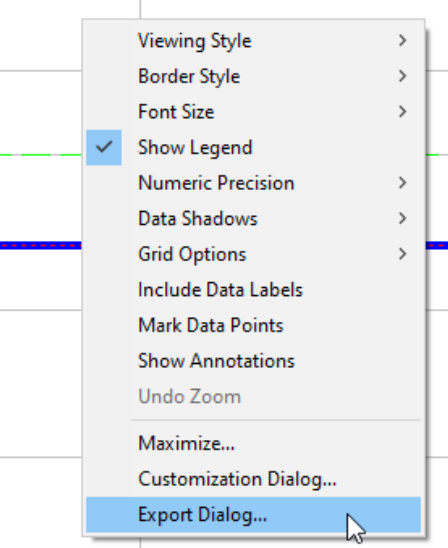 Viewing Style
Border Style
Font Size
Show Legend
Numeric Precision
Data Shadows
Grid Options
Include Data Labels
Mark Data Points
Show Annotations
Undo Zoom
Maximize...
Customization Dialog...
Export Dialog...